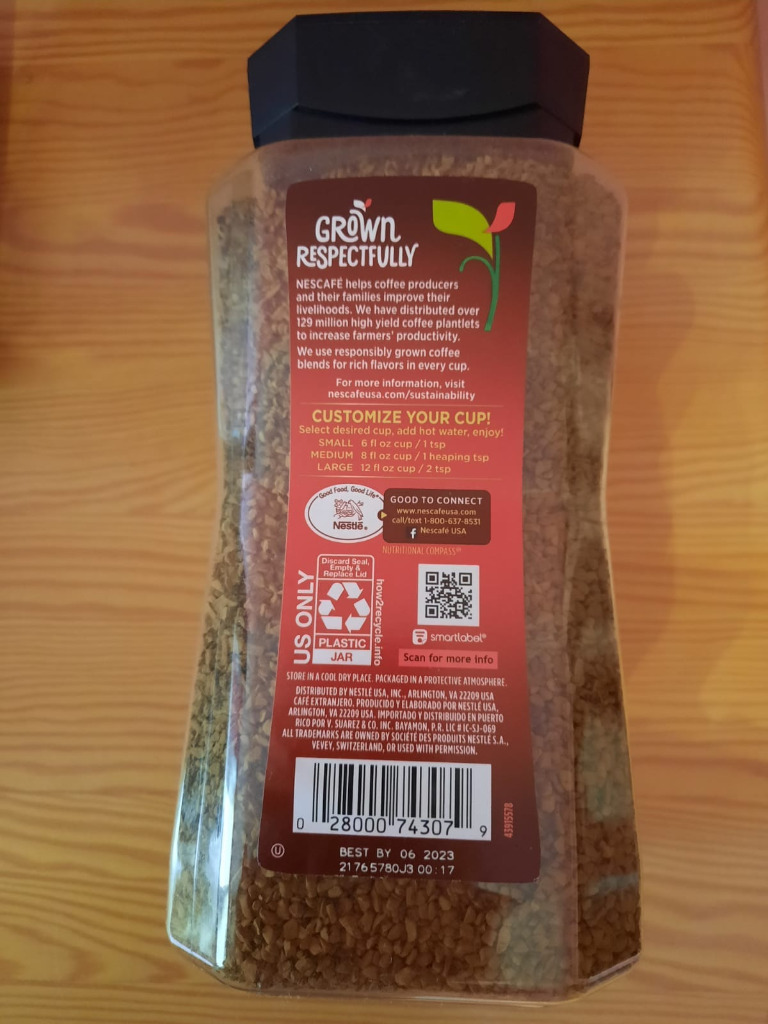 GROWN
RESPECTFULLY
NESCAFÉ helps coffee producers
and their families improve their
livelihoods. We have distributed over
129 million high yield coffee plantlets
to increase farmers' productivity.
We use responsibly grown coffee
blends for rich flavors in every cup.
For more information, visit
nescafeusa.com/sustainability
CUSTOMIZE YOUR CUP!
Select desired cup, add hot water, enjoy!
SMALL 6 fl oz cup / 1 tsp
MEDIUM 8 fl oz cup / 1 heaping tsp
LARGE 12 fl oz cup / 2 tsp
Good Food, Good Life®
Nestlé®
GOOD TO CONNECT
www.nescafeusa.com
call/text 1-800-637-8531
f Nescafé USA
NUTRITIONAL COMPASS®
US ONLY
Discard Seal,
Empty &
Replace Lid
PLASTIC
JAR
how2recycle.info
smartlabel®
Scan for more info
STORE IN A COOL DRY PLACE. PACKAGED IN A PROTECTIVE ATMOSPHERE.
DISTRIBUTED BY NESTLÉ USA, INC., ARLINGTON, VA 22209 USA
CAFÉ EXTRANJERO. PRODUCIDO Y ELABORADO POR NESTLÉ USA,
ARLINGTON, VA 22209 USA. IMPORTADO Y DISTRIBUIDO EN PUERTO
RICO POR V. SUAREZ & CO. INC. BAYAMON, P.R. LIC # IC-SJ-069
ALL TRADEMARKS ARE OWNED BY SOCIÉTÉ DES PRODUITS NESTLÉ S.A.,
VEVEY, SWITZERLAND, OR USED WITH PERMISSION.
0 28000 74307 9
43915578
U
BEST BY 06 2023
21765780J3 00:17